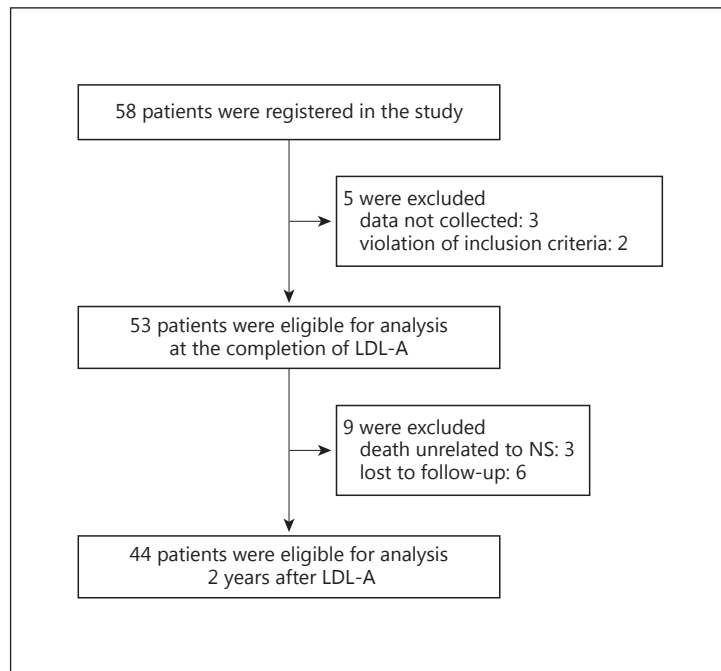 58 patients were registered in the study
5 were excluded
data not collected: 3
violation of inclusion criteria: 2
53 patients were eligible for analysis
at the completion of LDL-A
9 were excluded
death unrelated to NS: 3
lost to follow-up: 6
44 patients were eligible for analysis
2 years after LDL-A